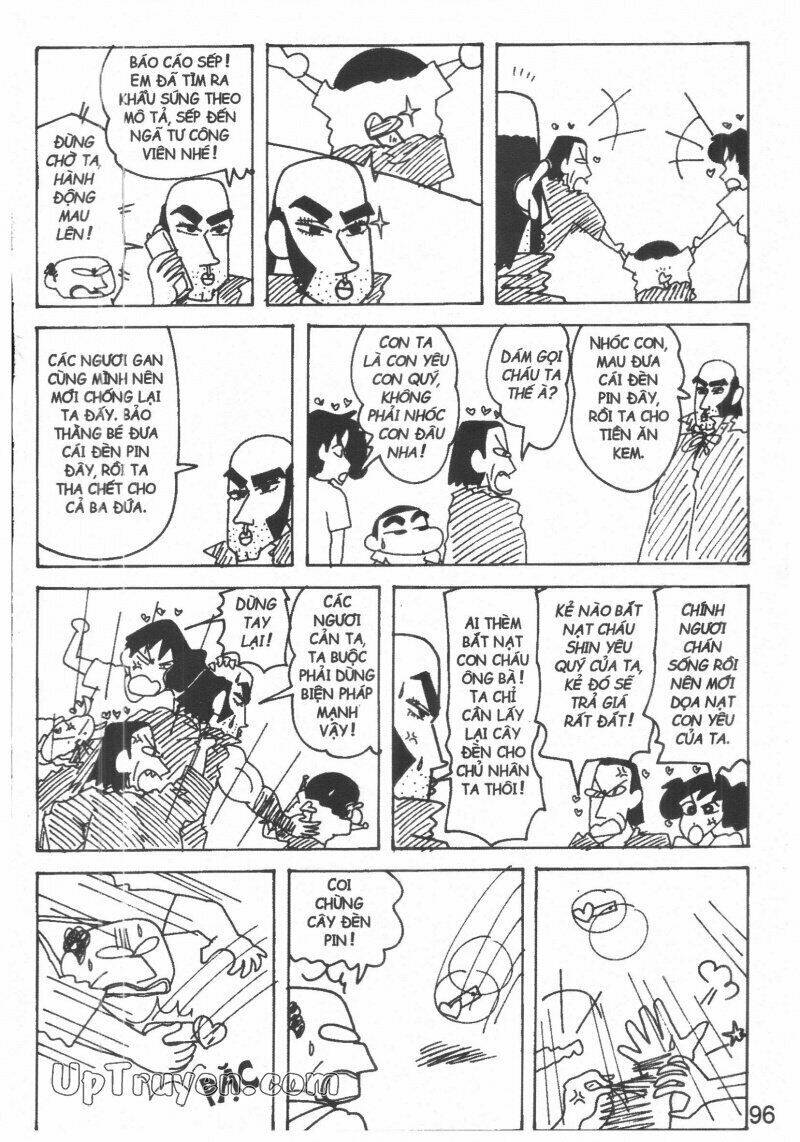 BÁO CÁO SẾP!
EM ĐÃ TÌM RA
KHẨU SÚNG THEO
MÔ TẢ, SẾP ĐẾN
NGÃ TƯ CÔNG
VIÊN NHÉ!
ĐỪNG
CHỜ TA,
HÀNH
ĐỘNG
MAU
LÊN!
NHÓC CON,
MAU ĐƯA
CÁI ĐÈN
PIN ĐÂY,
RỒI TA CHO
TIỀN ĂN
KEM.
DÁM GỌI
CHÁU TA
THẾ À?
CON TA
LÀ CON YÊU
CON QUÝ,
KHÔNG
PHẢI NHÓC
CON ĐÂU
NHA!
CÁC NGƯƠI GAN
CÙNG MÌNH NÊN
MỚI CHỐNG LẠI
TA ĐẤY. BẢO
THẰNG BÉ ĐƯA
CÁI ĐÈN PIN
ĐÂY, RỒI TA
THA CHẾT CHO
CẢ BA ĐỨA.
CHÍNH
NGƯƠI
CHÁN
SỐNG RỒI
NÊN MỚI
DỌA NẠT
CON YÊU
CỦA TA.
KẺ NÀO BẮT
NẠT CHÁU
SHIN YÊU
QUÝ CỦA TA,
KẺ ĐÓ SẼ
TRẢ GIÁ
RẤT ĐẮT!
AI THÈM
BẮT NẠT
CON CHÁU
ÔNG BÀ!
TA CHỈ
CẦN LẤY
LẠI CÂY
ĐÈN CHO
CHỦ NHÂN
TA THÔI!
CÁC
NGƯƠI
CẢN TA,
TA BUỘC
PHẢI DÙNG
BIỆN PHÁP
MẠNH
VẬY!
DỪNG
TAY
LẠI!
COI
CHỪNG
CÂY ĐÈN
PIN!
UpTruyen.com
96